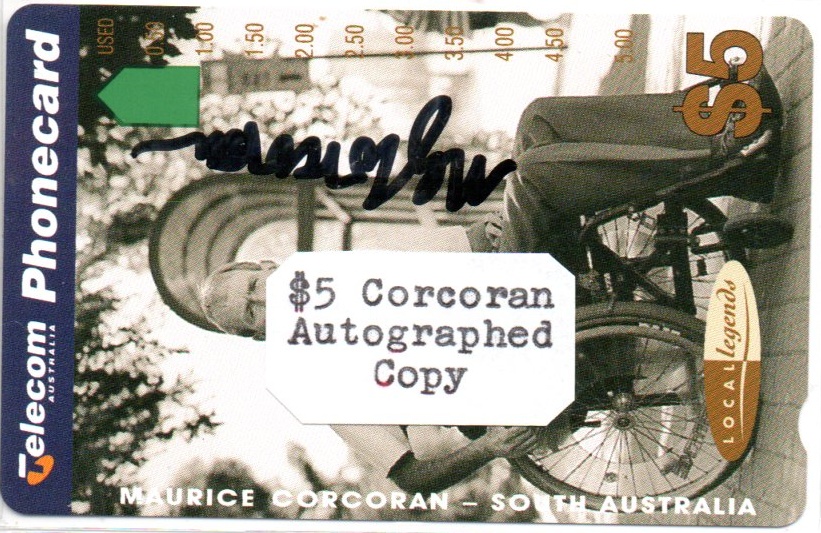 Telecom Phonecard
AUSTRALIA
USED
0.50
1.00
1.50
2.00
2.50
3.00
3.50
4.00
4.50
5.00
$5
$5 Corcoran
Autographed
Copy
LOCAL legends
MAURICE CORCORAN – SOUTH AUSTRALIA